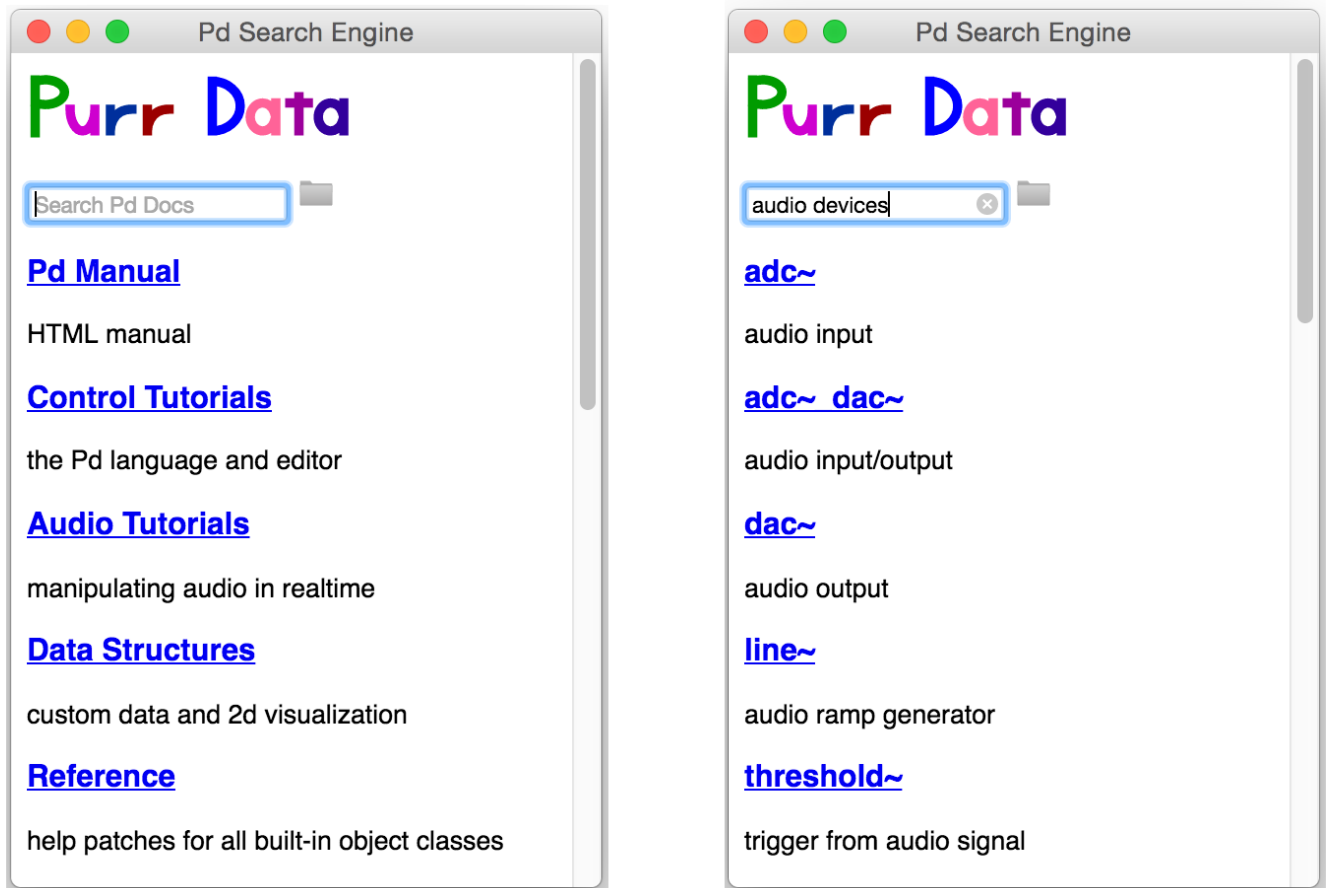 Pd Search Engine
Purr Data
Search Pd Docs
Pd Manual
HTML manual
Control Tutorials
the Pd language and editor
Audio Tutorials
manipulating audio in realtime
Data Structures
custom data and 2d visualization
Reference
help patches for all built-in object classes
Pd Search Engine
Purr Data
audio devices
adc~
audio input
adc~_dac~
audio input/output
dac~
audio output
line~
audio ramp generator
threshold~
trigger from audio signal